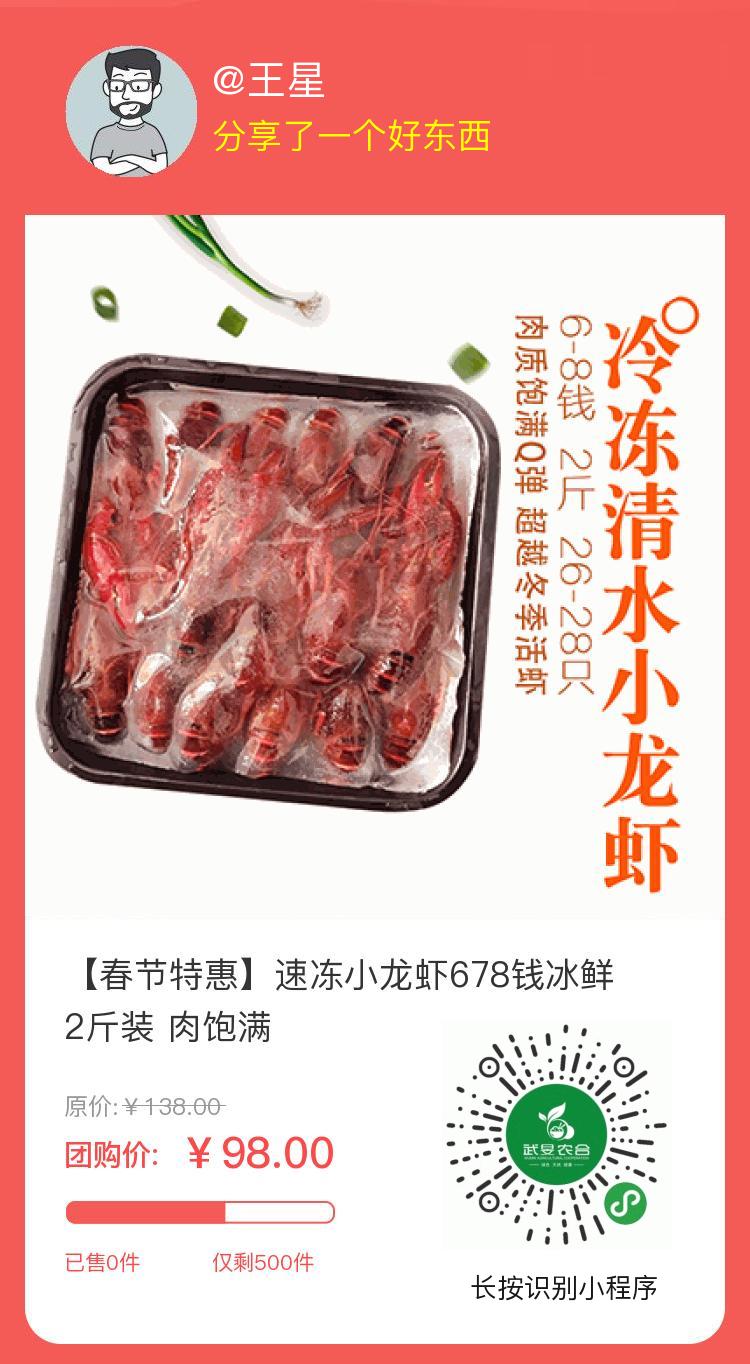 @王星
分享了一个好东西
冷冻清水小龙虾
6-8钱 2斤 26-28只
肉质饱满Q弹 超越冬季活虾
【春节特惠】速冻小龙虾678钱冰鲜
2斤装 肉饱满
原价:￥138.00
团购价: ￥98.00
已售0件 仅剩500件
武安农合
长按识别小程序